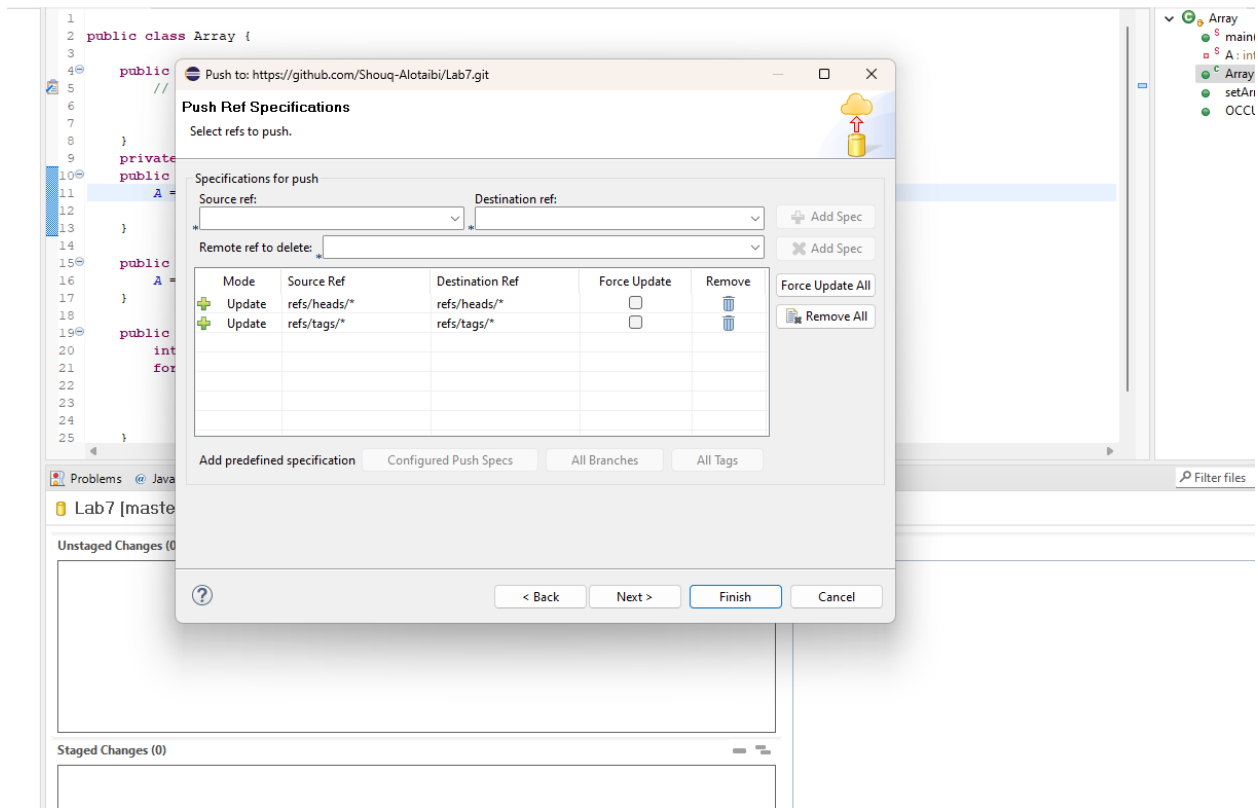 1
2 public class Array {
3
4 public
5 //
6
7
8 }
9 private
10 public
11 A =
12
13 }
14
15 public
16 A =
17 }
18
19 public
20 int
21 for
22
23
24
25 }
Array
S main(
S A : int
C Array
setArr
OCCU
Push to: https://github.com/Shouq-Alotaibi/Lab7.git
Push Ref Specifications
Select refs to push.
Specifications for push
Source ref: Destination ref:
* * Add Spec
Remote ref to delete: * Add Spec
Mode Source Ref Destination Ref Force Update Remove
Update refs/heads/* refs/heads/*
Update refs/tags/* refs/tags/*
Force Update All
Remove All
Add predefined specification Configured Push Specs All Branches All Tags
? < Back Next > Finish Cancel
Problems @ Java
Filter files
Lab7 [maste
Unstaged Changes (0
Staged Changes (0)